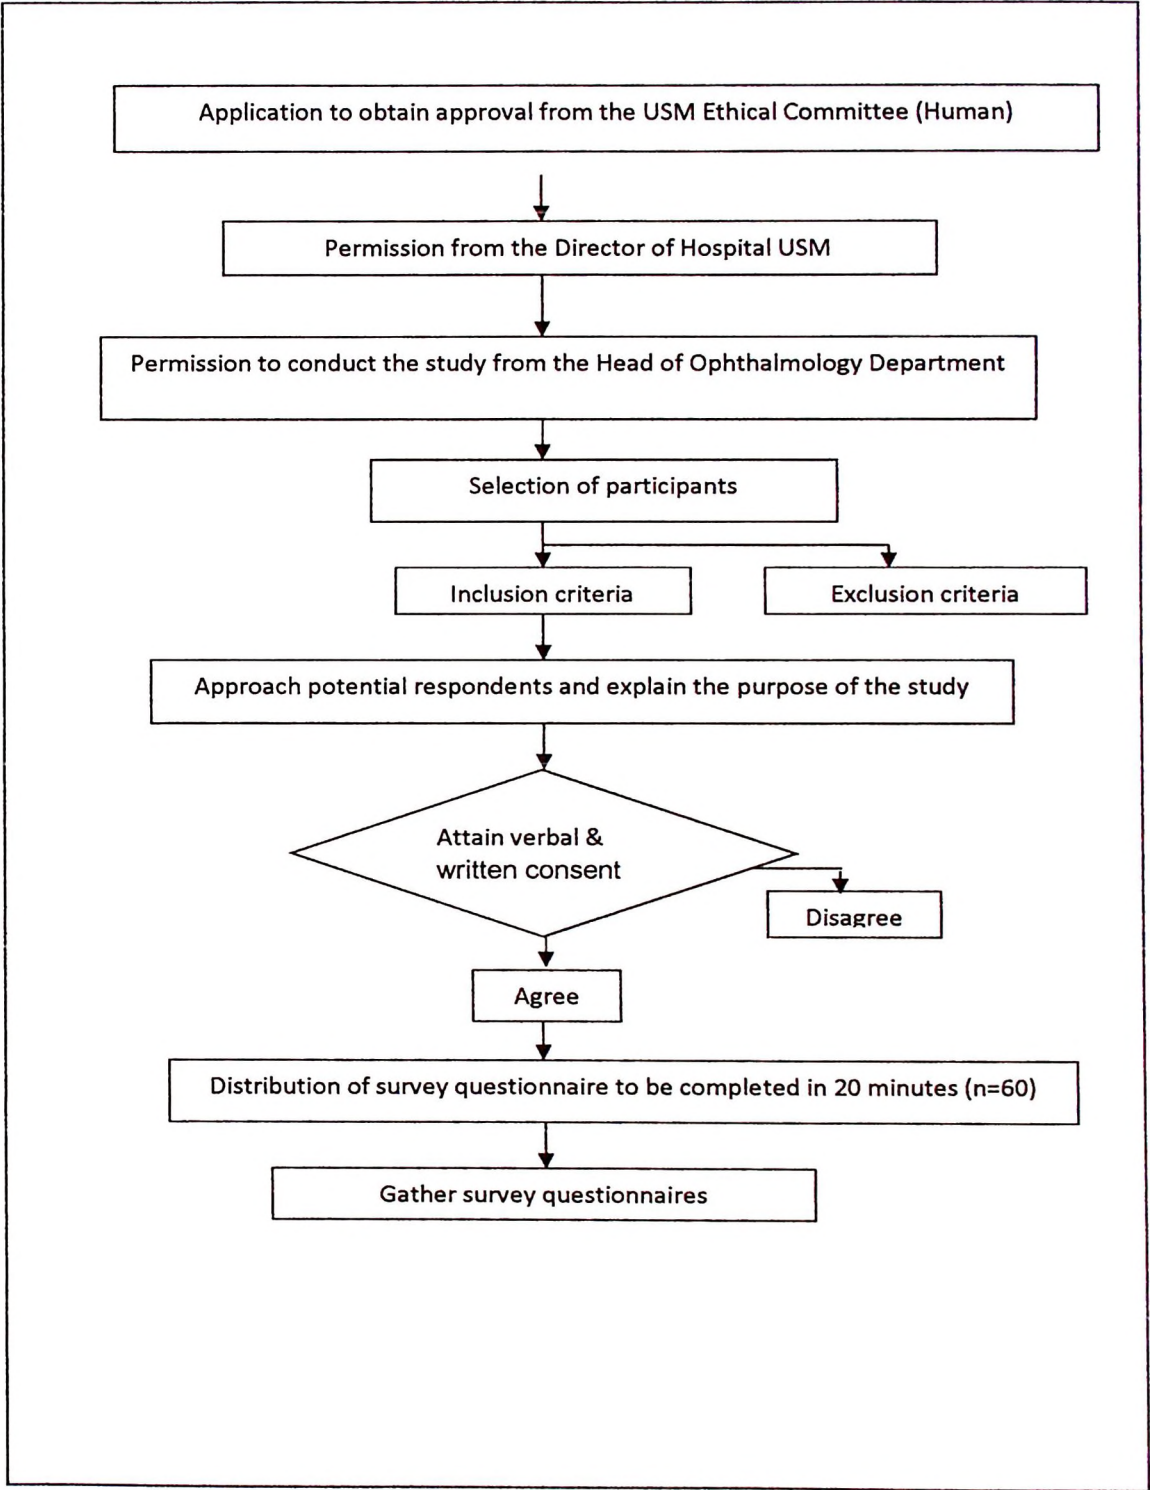 Application to obtain approval from the USM Ethical Committee (Human)
Permission from the Director of Hospital USM
Permission to conduct the study from the Head of Ophthalmology Department
Selection of participants
Inclusion criteria
Exclusion criteria
Approach potential respondents and explain the purpose of the study
Attain verbal &
written consent
Disagree
Agree
Distribution of survey questionnaire to be completed in 20 minutes (n=60)
Gather survey questionnaires